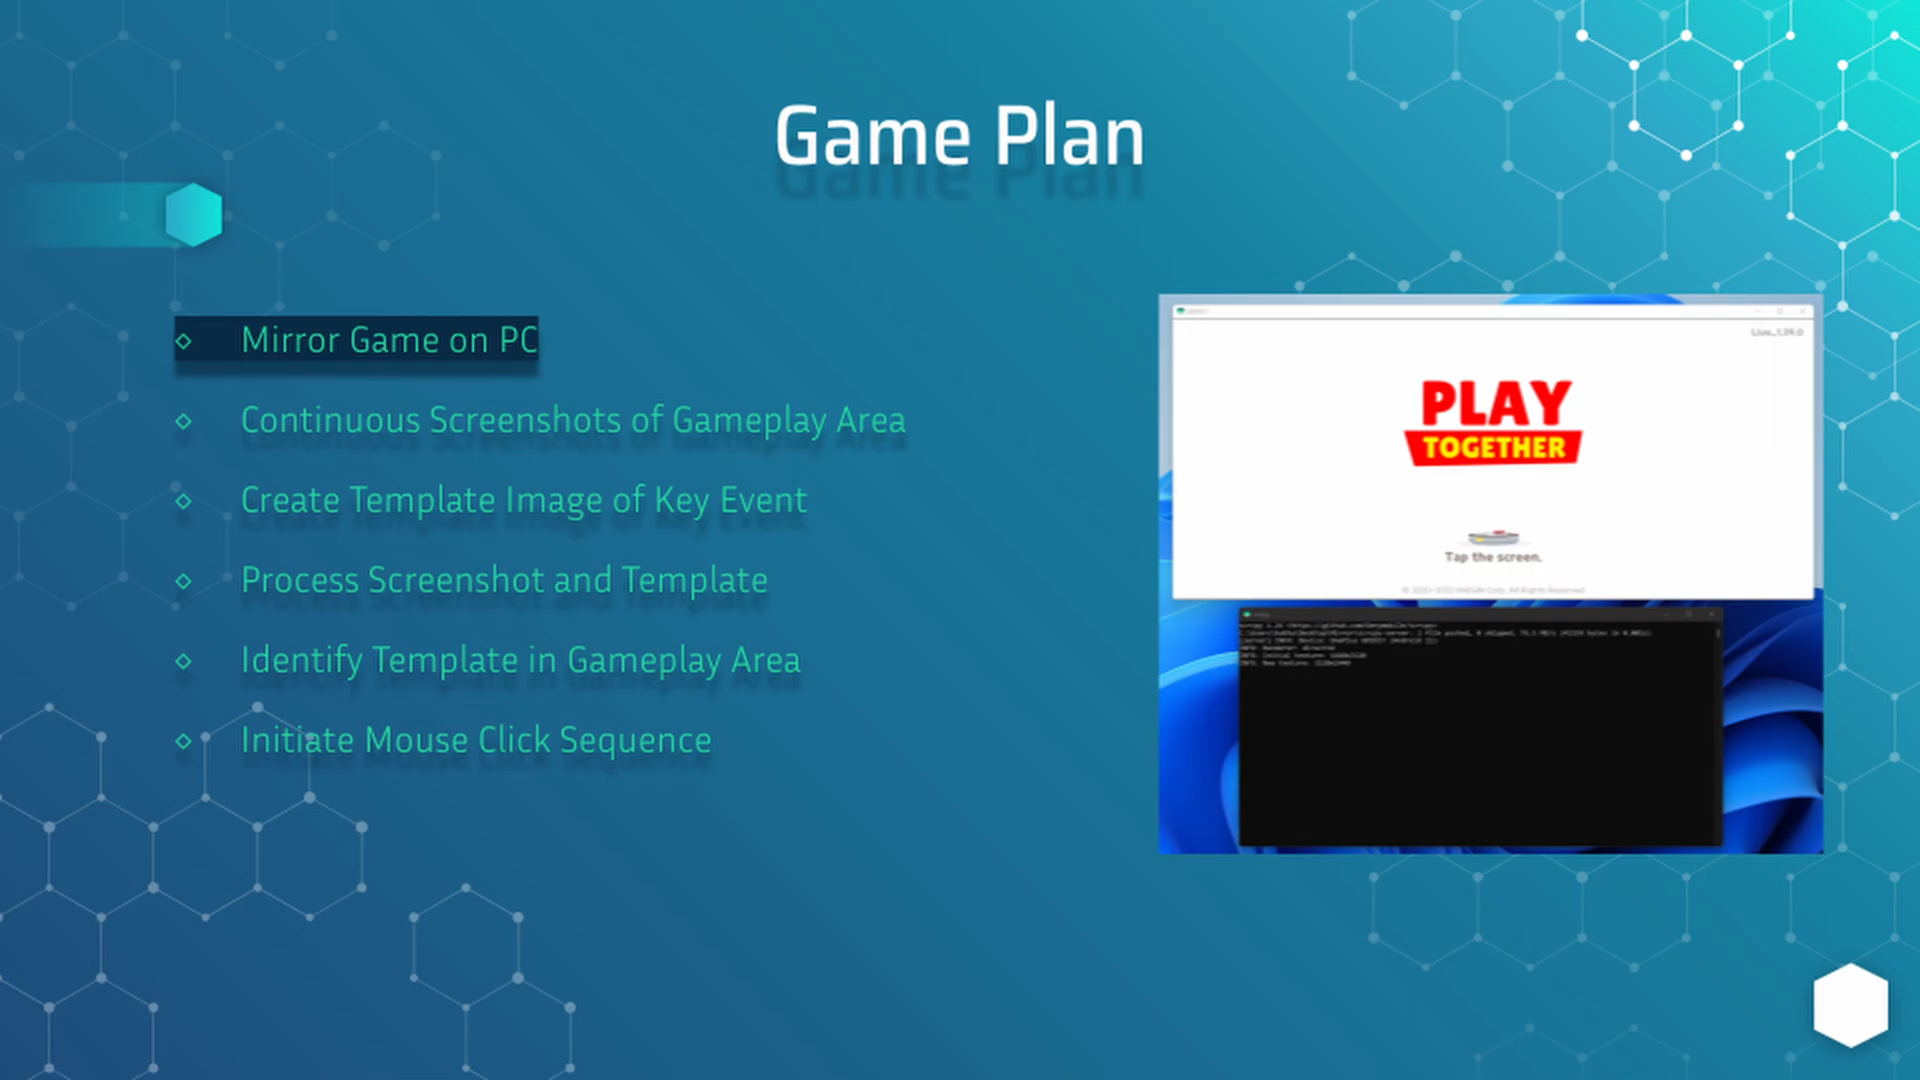 Game Plan
Mirror Game on PC
Continuous Screenshots of Gameplay Area
Create Template Image of Key Event
Process Screenshot and Template
Identify Template in Gameplay Area
Initiate Mouse Click Sequence
PLAY
TOGETHER
Tap the screen.